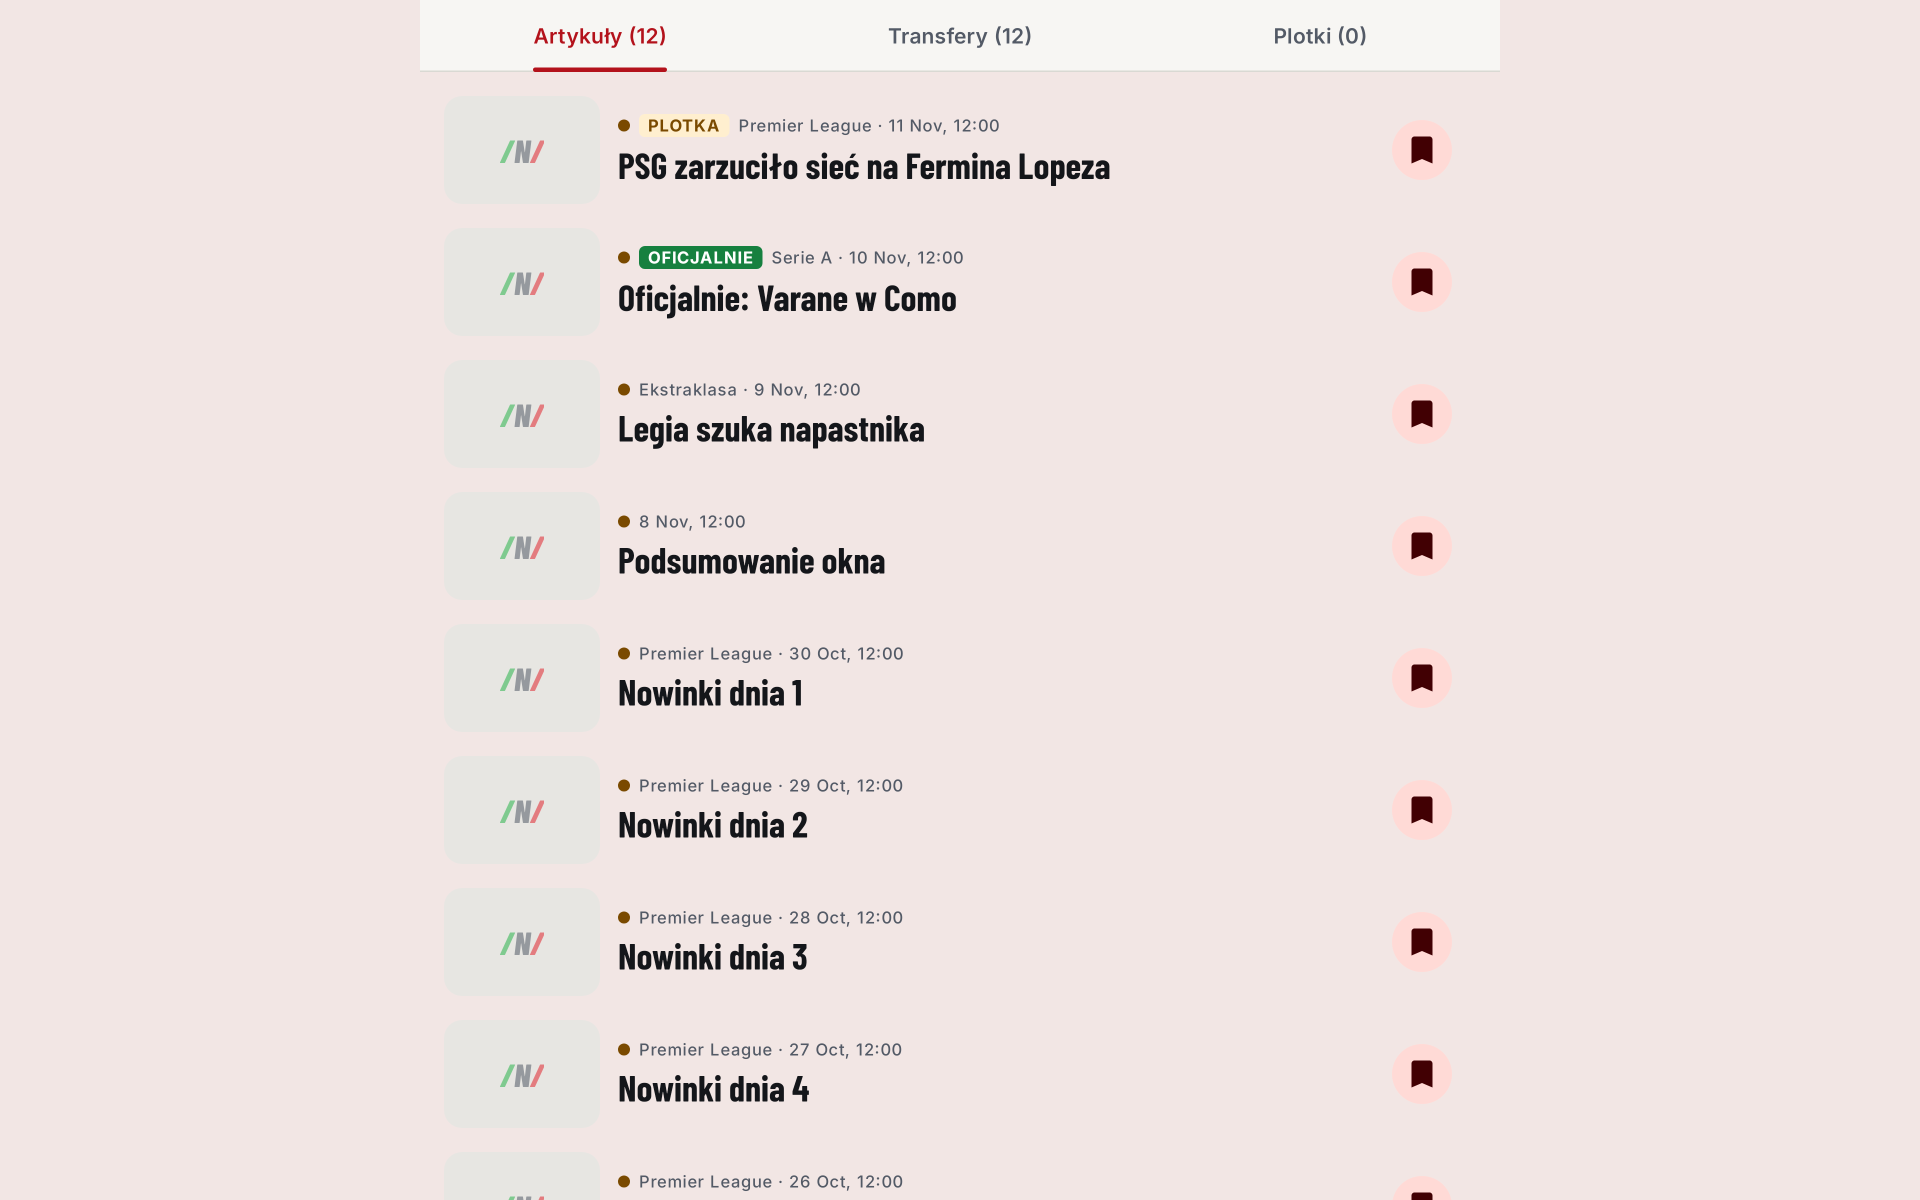 Artykuły (12) Transfery (12) Plotki (0)
PLOTKA Premier League · 11 Nov, 12:00
/N/ PSG zarzuciło sieć na Fermina Lopeza
OFICJALNIE Serie A · 10 Nov, 12:00
/N/ Oficjalnie: Varane w Como
Ekstraklasa · 9 Nov, 12:00
/N/ Legia szuka napastnika
8 Nov, 12:00
/N/ Podsumowanie okna
Premier League · 30 Oct, 12:00
/N/ Nowinki dnia 1
Premier League · 29 Oct, 12:00
/N/ Nowinki dnia 2
Premier League · 28 Oct, 12:00
/N/ Nowinki dnia 3
Premier League · 27 Oct, 12:00
/N/ Nowinki dnia 4
Premier League · 26 Oct, 12:00